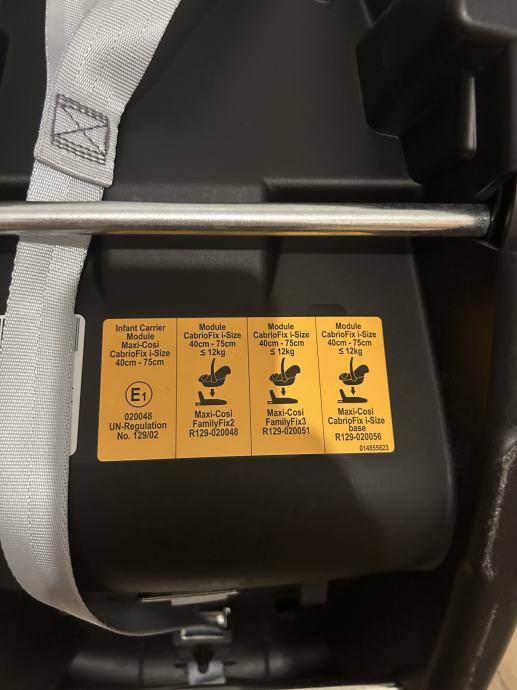 Infant Carrier
Module
Maxi-Cosi
CabrioFix i-Size
40cm - 75cm
E1
020048
UN-Regulation
No. 129/02
Module
CabrioFix i-Size
40cm - 75cm
≤ 12kg
Maxi-Cosi
FamilyFix2
R129-020048
Module
CabrioFix i-Size
40cm - 75cm
≤ 12kg
Maxi-Cosi
FamilyFix3
R129-020051
Module
CabrioFix i-Size
40cm - 75cm
≤ 12kg
Maxi-Cosi
CabrioFix i-Size
base
R129-020056
014855823